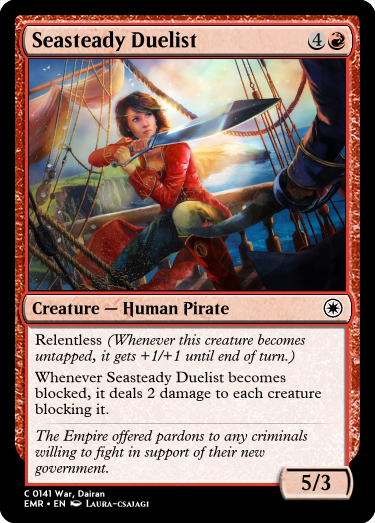 Seasteady Duelist 4
Creature — Human Pirate
Relentless (Whenever this creature becomes
untapped, it gets +1/+1 until end of turn.)
Whenever Seasteady Duelist becomes
blocked, it deals 2 damage to each creature
blocking it.
The Empire offered pardons to any criminals
willing to fight in support of their new
government.
5/3
C 0141 War, Dairan
EMR • EN Laura-csajagi